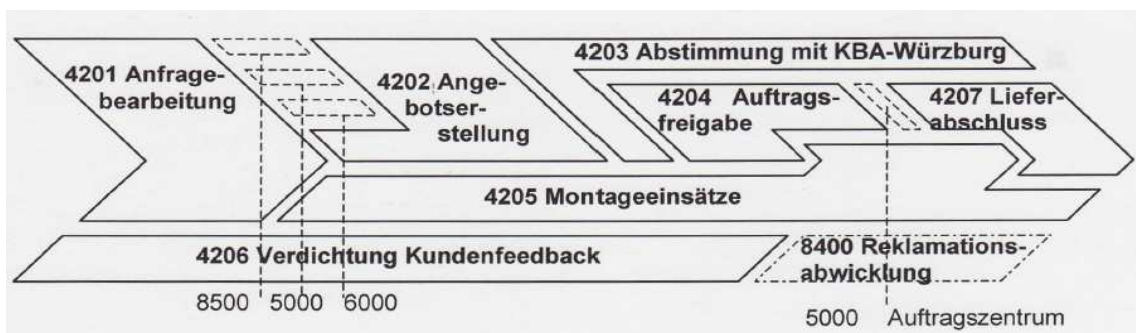 4201 Anfrage-
bearbeitung
4202 Ange-
botser-
stellung
4203 Abstimmung mit KBA-Würzburg
4204 Auftrags-
freigabe
4207 Liefer-
abschluss
4205 Montageeinsätze
4206 Verdichtung Kundenfeedback
8400 Reklamations-
abwicklung
8500 5000 6000
5000 Auftragszentrum